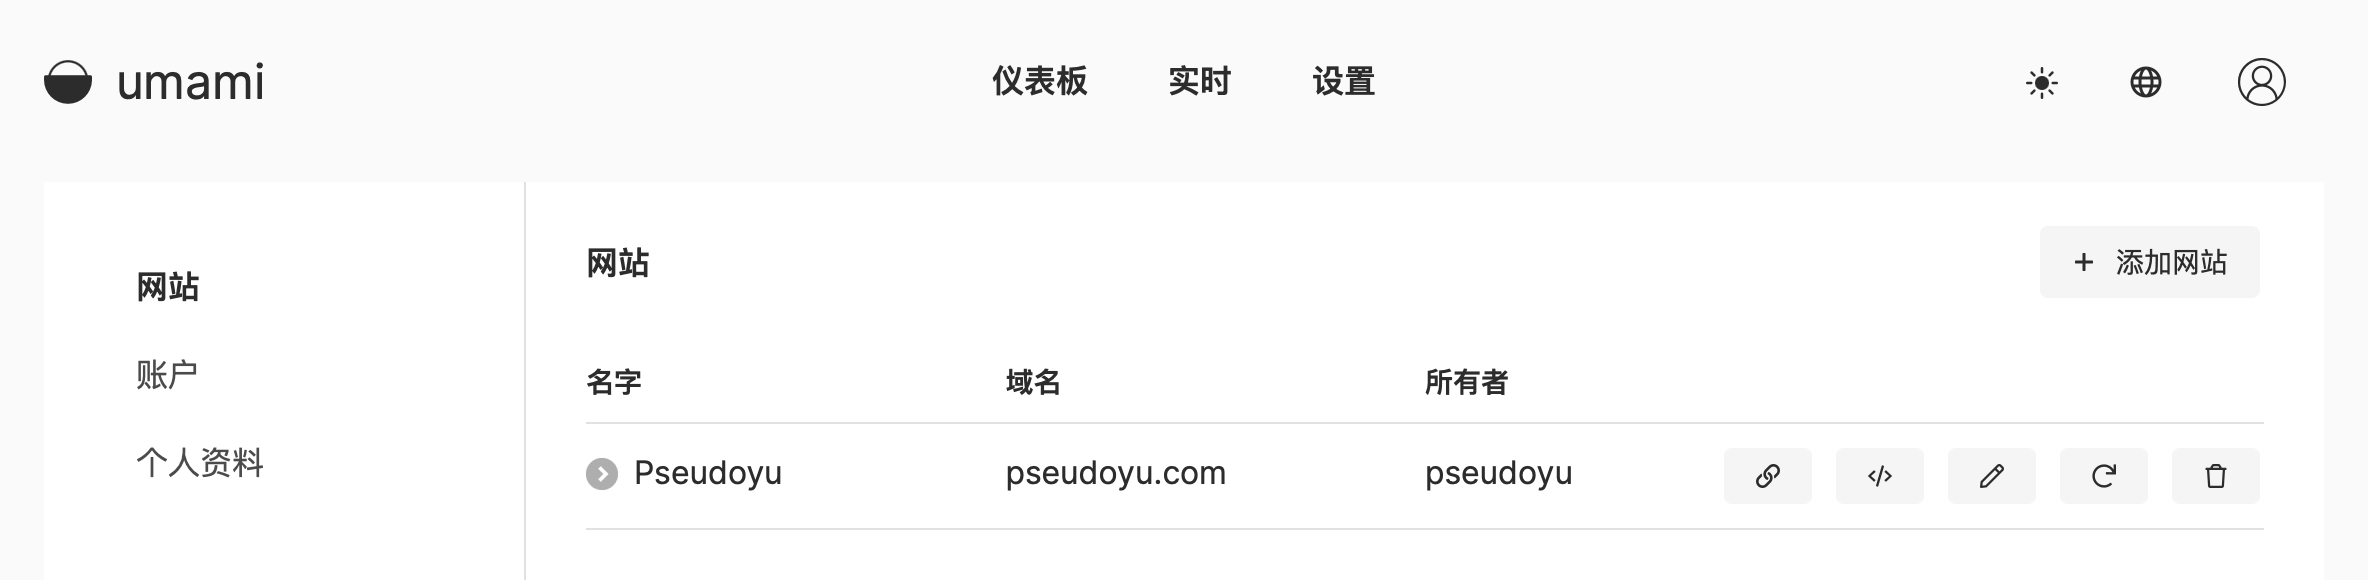 umami
仪表板 实时 设置
网站
账户
个人资料
网站
+ 添加网站
名字 域名 所有者
Pseudoyu pseudoyu.com pseudoyu